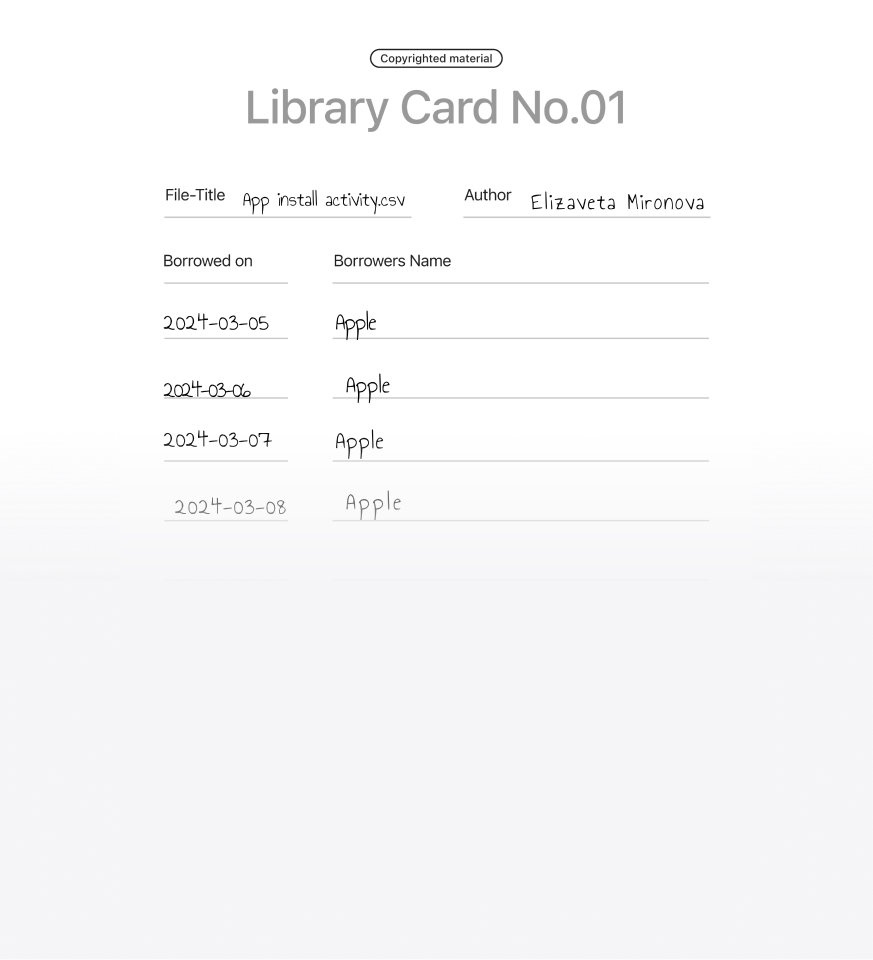 Copyrighted material
Library Card No.01
File-Title App install activity.csv Author Elizaveta Mironova
Borrowed on Borrowers Name
2024-03-05 Apple
2024-03-06 Apple
2024-03-07 Apple
2024-03-08 Apple